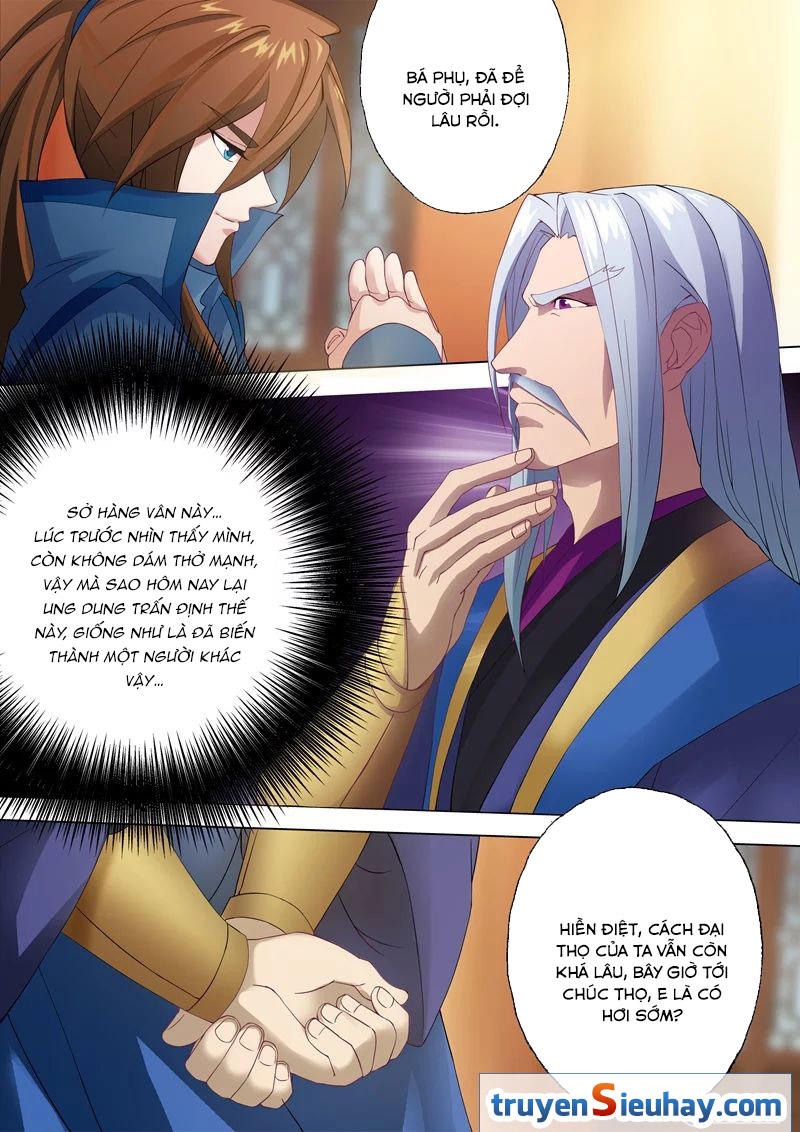 BÁ PHỤ, ĐÃ ĐỂ
NGƯỜI PHẢI ĐỢI
LÂU RỒI.
SỞ HÀNG VÂN NÀY...
LÚC TRƯỚC NHÌN THẤY MÌNH,
CÒN KHÔNG DÁM THỞ MẠNH,
VẬY MÀ SAO HÔM NAY LẠI
UNG DUNG TRẤN ĐỊNH THẾ
NÀY, GIỐNG NHƯ LÀ ĐÃ BIẾN
THÀNH MỘT NGƯỜI KHÁC
VẬY...
HIỀN ĐIỆT, CÁCH ĐẠI
THỌ CỦA TA VẪN CÒN
KHÁ LÂU, BÂY GIỜ TỚI
CHÚC THỌ, E LÀ CÓ
HƠI SỚM?
truyenSieuhay.com